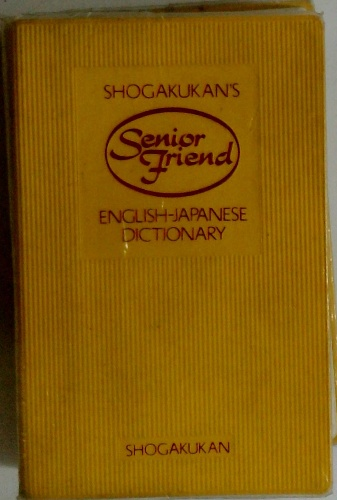 SHOGAKUKAN'S
Senior
Friend
ENGLISH-JAPANESE
DICTIONARY
SHOGAKUKAN